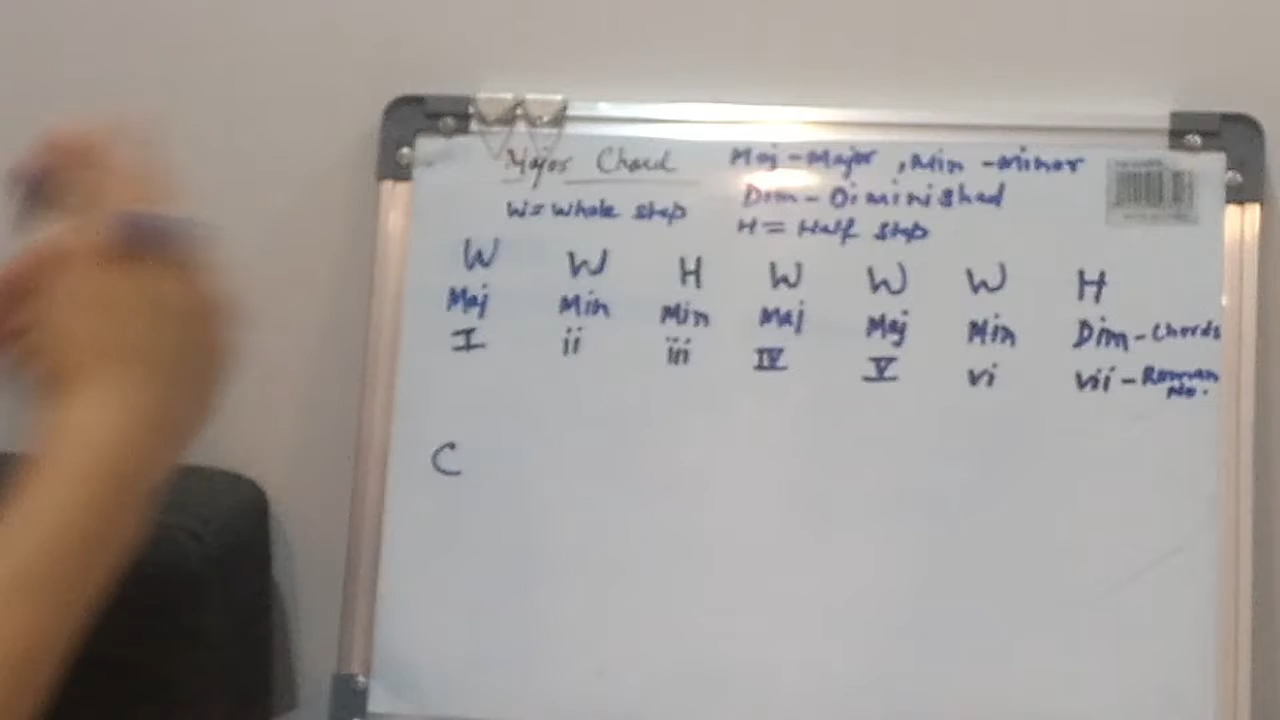 Major Chord
Maj-Major, Min-Minor
Dim-Diminished
W=Whole step
H=Half step
W W H W W W H
Maj Min Min Maj Maj Min Dim-Chords
I ii iii IV V vi vii-Roman
No.
C